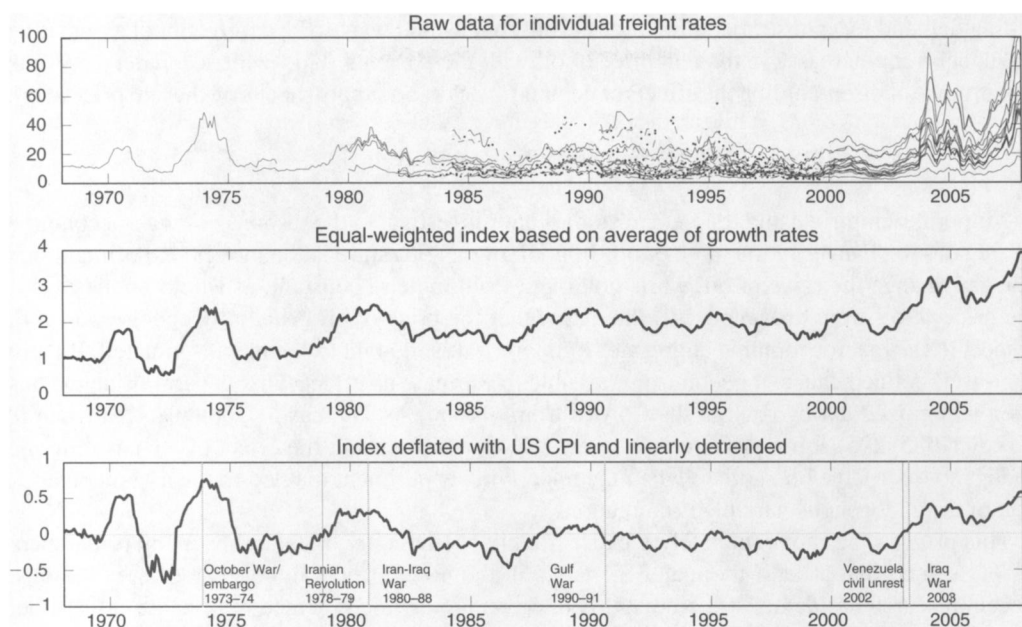 Raw data for individual freight rates
100
80
60
40
20
0
1970 1975 1980 1985 1990 1995 2000 2005
Equal-weighted index based on average of growth rates
4
3
2
1
0
1970 1975 1980 1985 1990 1995 2000 2005
Index deflated with US CPI and linearly detrended
1
0.5
0
-0.5
-1
October War/
embargo
1973–74
Iranian
Revolution
1978–79
Iran-Iraq
War
1980–88
Gulf
War
1990–91
Venezuela
civil unrest
2002
Iraq
War
2003
1970 1975 1980 1985 1990 1995 2000 2005